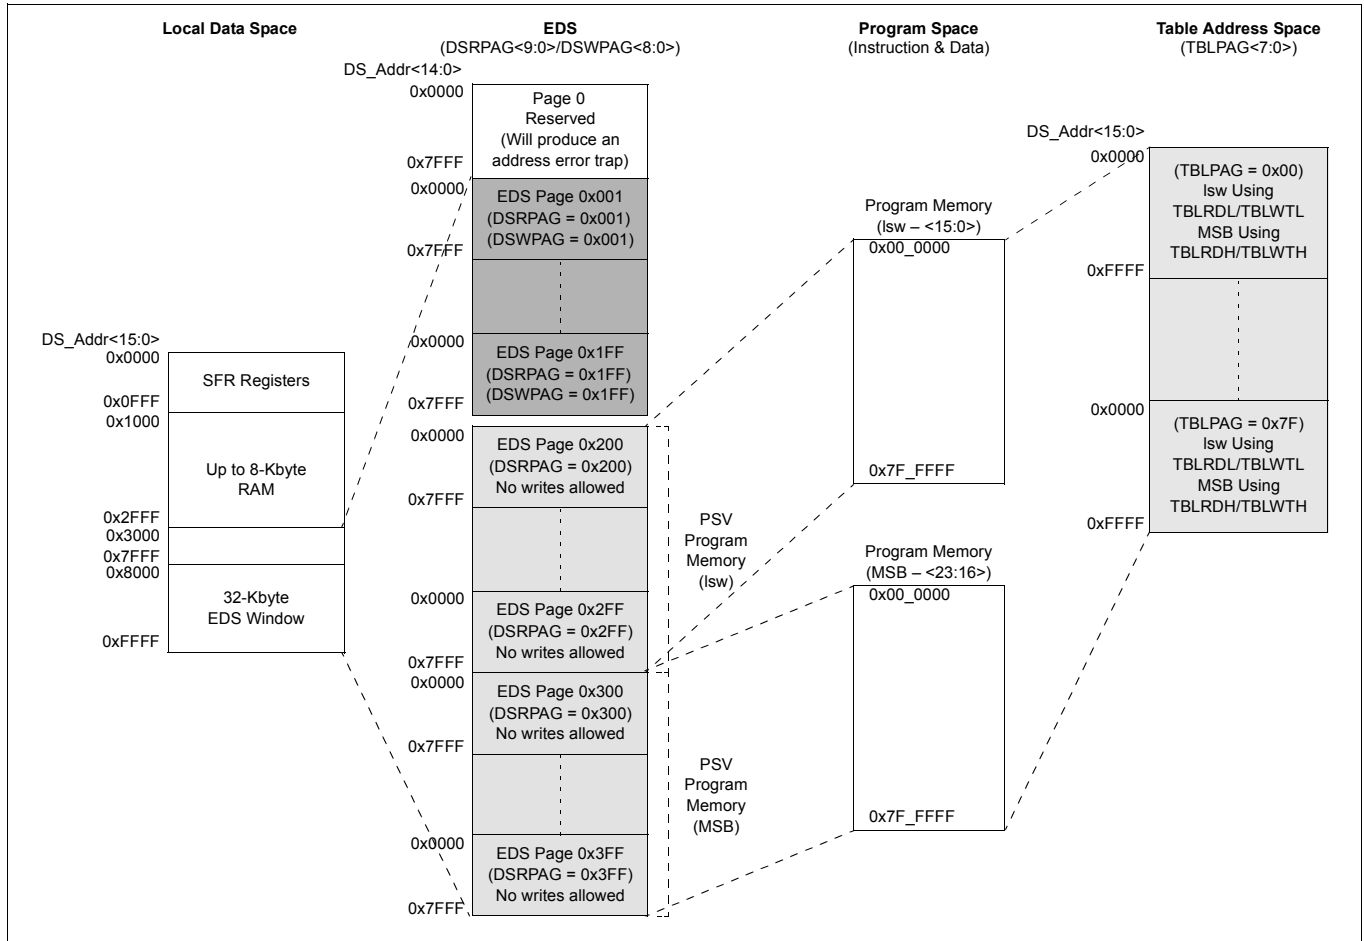 Local Data Space
EDS
(DSRPAG<9:0>/DSWPAG<8:0>)
Program Space
(Instruction & Data)
Table Address Space
(TBLPAG<7:0>)
DS_Addr<15:0>
0x0000
SFR Registers
0x0FFF
0x1000
Up to 8-Kbyte
RAM
0x2FFF
0x3000
0x7FFF
0x8000
32-Kbyte
EDS Window
0xFFFF
DS_Addr<14:0>
0x0000
Page 0
Reserved
(Will produce an
address error trap)
0x7FFF
0x0000
EDS Page 0x001
(DSRPAG = 0x001)
(DSWPAG = 0x001)
0x7FFF
0x0000
EDS Page 0x1FF
(DSRPAG = 0x1FF)
(DSWPAG = 0x1FF)
0x7FFF
0x0000
EDS Page 0x200
(DSRPAG = 0x200)
No writes allowed
0x7FFF
0x0000
EDS Page 0x2FF
(DSRPAG = 0x2FF)
No writes allowed
0x7FFF
0x0000
EDS Page 0x300
(DSRPAG = 0x300)
No writes allowed
0x7FFF
0x0000
EDS Page 0x3FF
(DSRPAG = 0x3FF)
No writes allowed
0x7FFF
PSV
Program
Memory
(lsw)
PSV
Program
Memory
(MSB)
Program Memory
(lsw – <15:0>)
0x00_0000
0x7F_FFFF
Program Memory
(MSB – <23:16>)
0x00_0000
0x7F_FFFF
DS_Addr<15:0>
0x0000
(TBLPAG = 0x00)
lsw Using
TBLRDL/TBLWTL
MSB Using
TBLRDH/TBLWTH
0xFFFF
0x0000
(TBLPAG = 0x7F)
lsw Using
TBLRDL/TBLWTL
MSB Using
TBLRDH/TBLWTH
0xFFFF